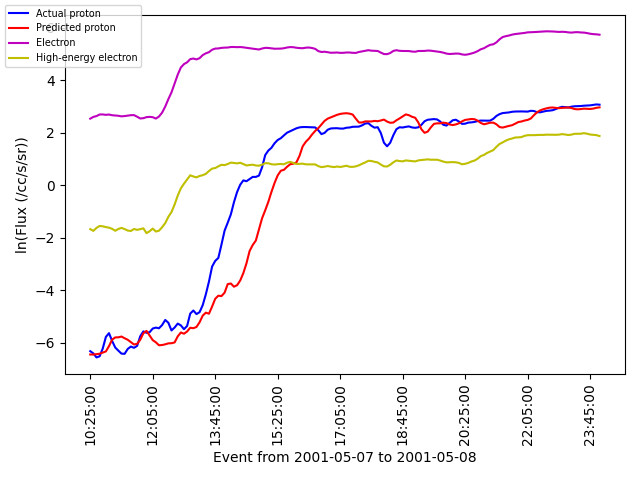 Actual proton
Predicted proton
Electron
High-energy electron
4
2
0
−2
−4
−6
ln(Flux (/cc/s/sr))
10:25:00
12:05:00
13:45:00
15:25:00
17:05:00
18:45:00
20:25:00
22:05:00
23:45:00
Event from 2001-05-07 to 2001-05-08